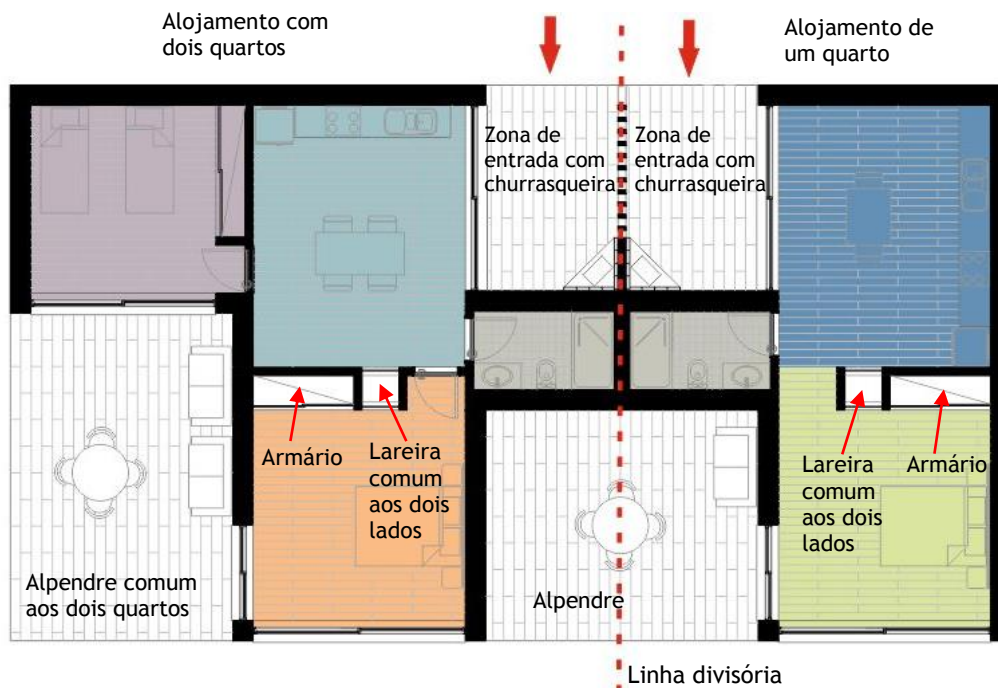 Alojamento com
dois quartos
Alojamento de
um quarto
Zona de
entrada com
churrasqueira
Zona de
entrada com
churrasqueira
Armário
Lareira
comum
aos dois
lados
Lareira
comum
aos dois
lados
Armário
Alpendre comum
aos dois quartos
Alpendre
Linha divisória